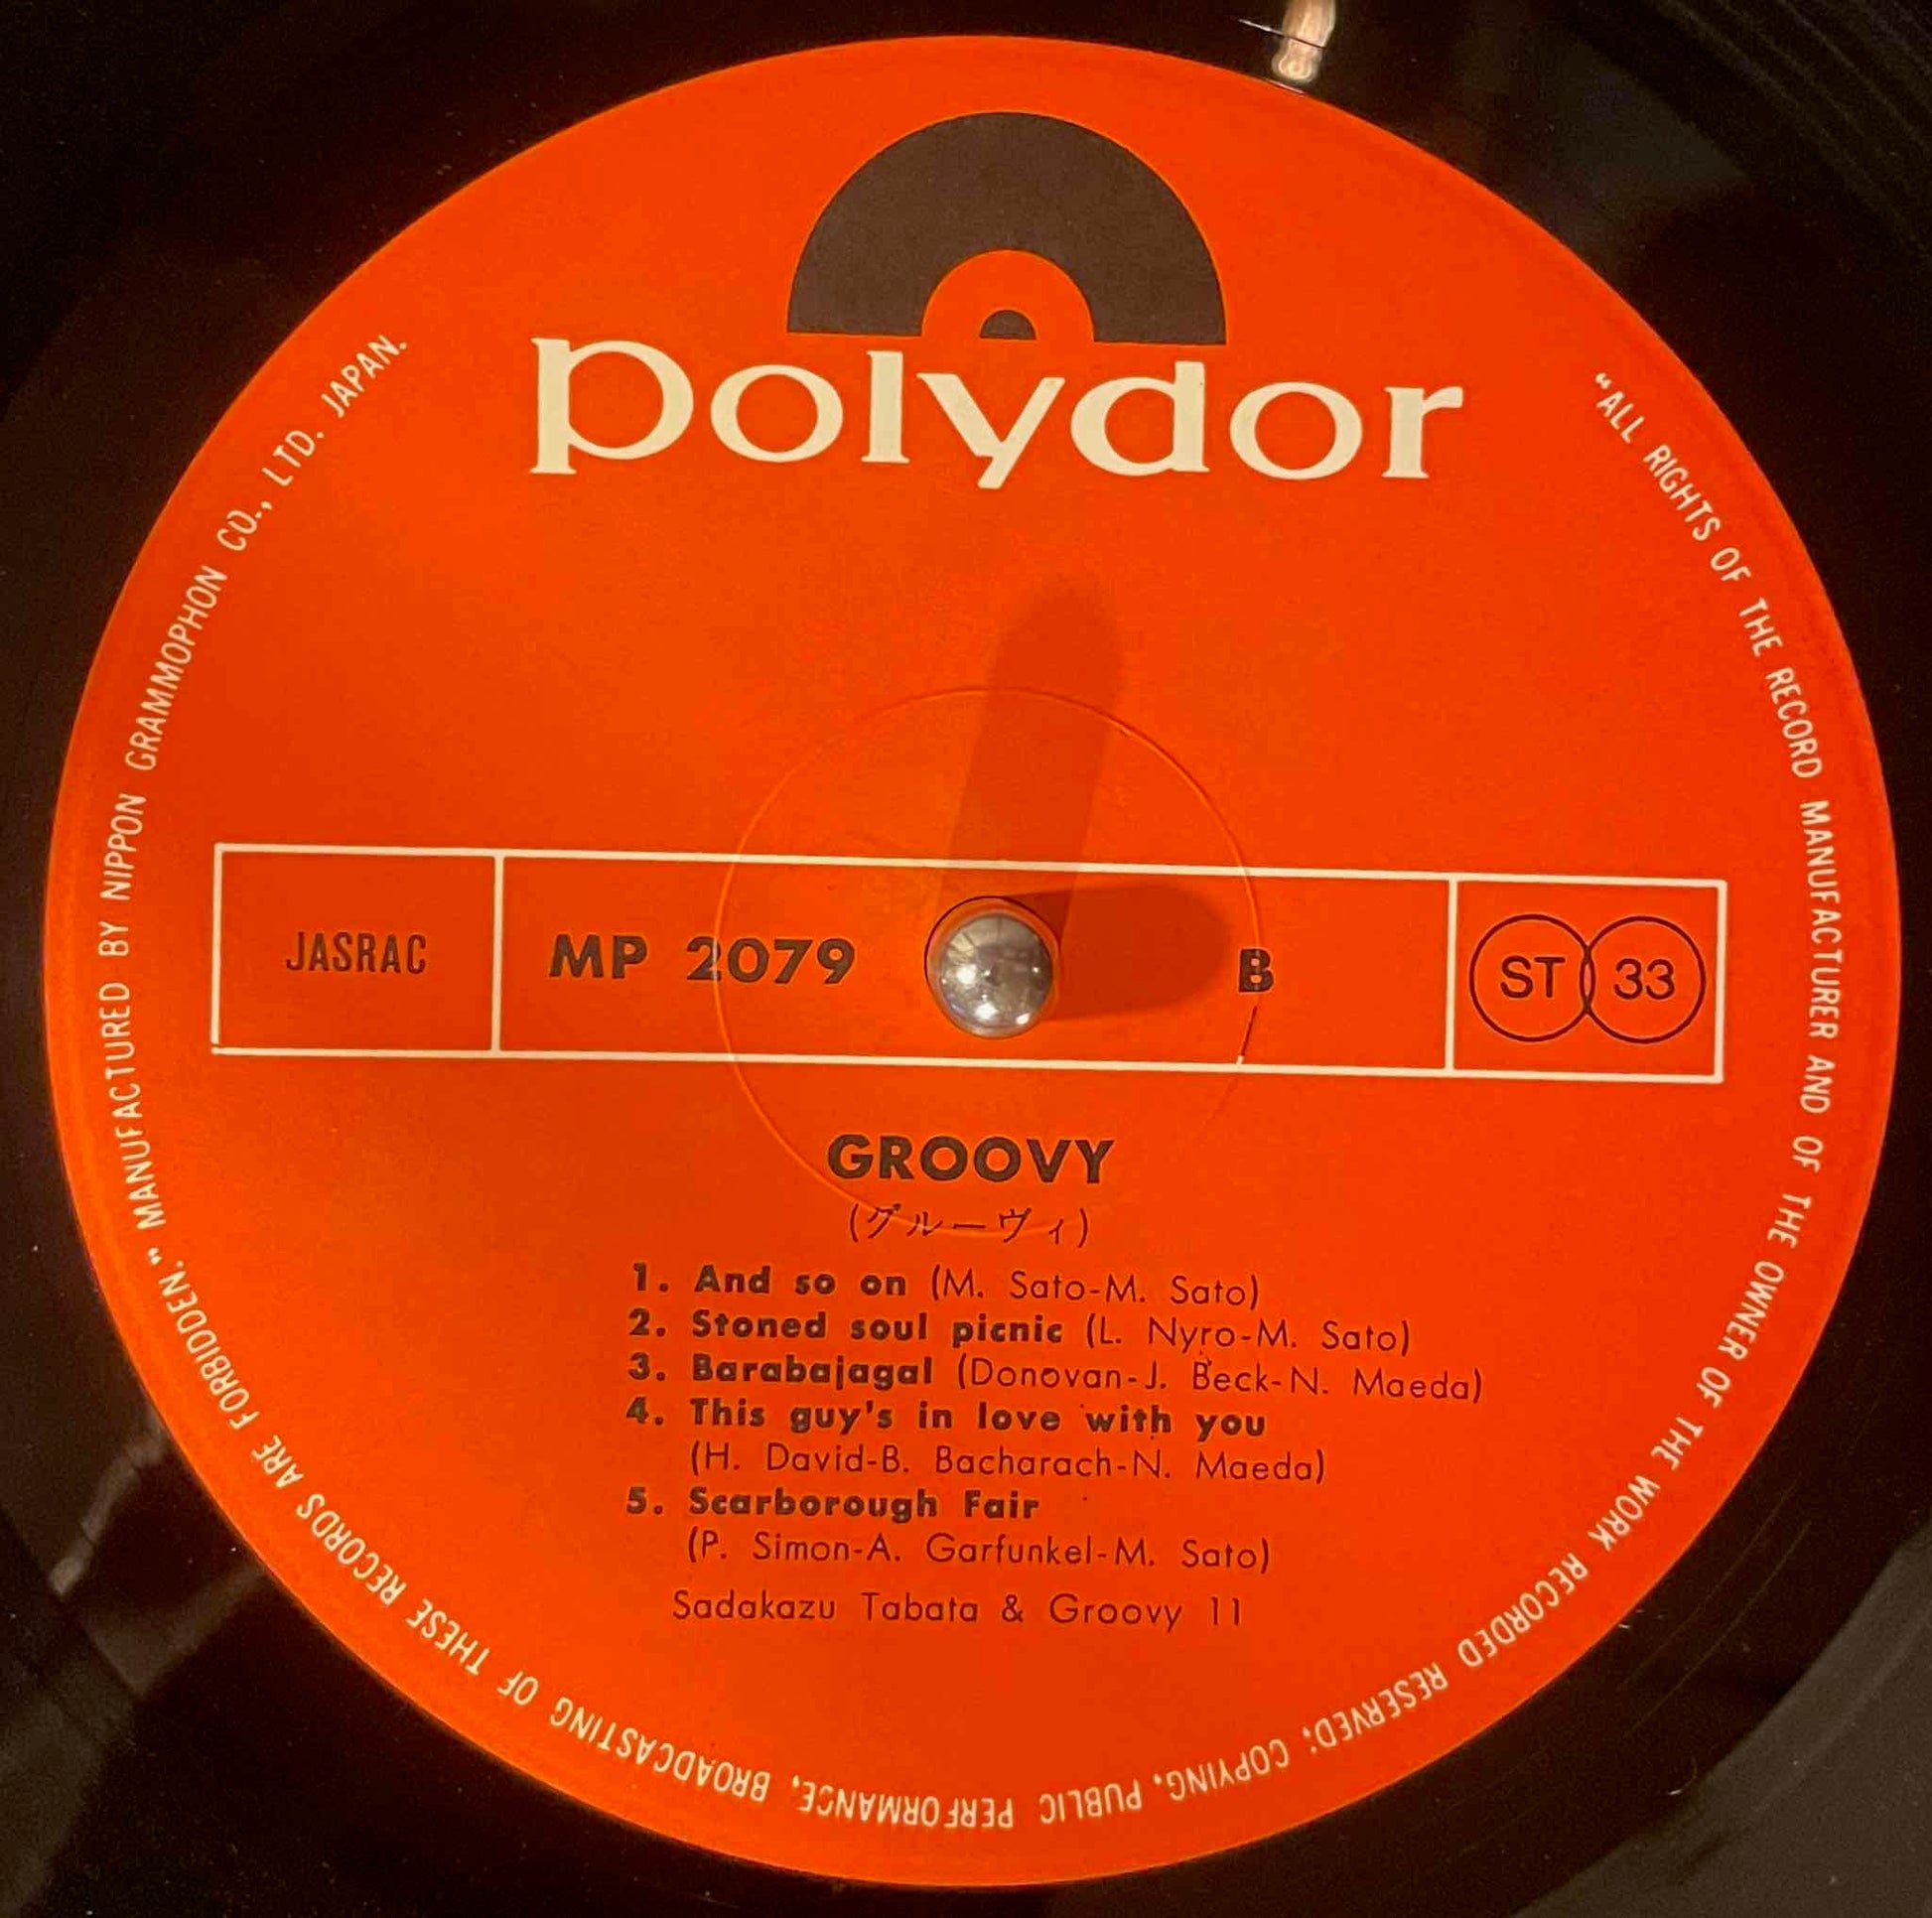 polydor
JASRAC
MP 2079
B
ST 33
GROOVY
(グルーヴィ)
1. And so on (M. Sato-M. Sato)
2. Stoned soul picnic (L. Nyro-M. Sato)
3. Barabajagal (Donovan-J. Beck-N. Maeda)
4. This guy's in love with you
(H. David-B. Bacharach-N. Maeda)
5. Scarborough Fair
(P. Simon-A. Garfunkel-M. Sato)
Sadakazu Tabata & Groovy 11
"ALL RIGHTS OF THE RECORD MANUFACTURER AND OF THE OWNER OF THE WORK RECORDED RESERVED; COPYING, PUBLIC PERFORMANCE, BROADCASTING OF THESE RECORDS ARE FORBIDDEN." MANUFACTURED BY NIPPON GRAMMOPHON CO., LTD. JAPAN.